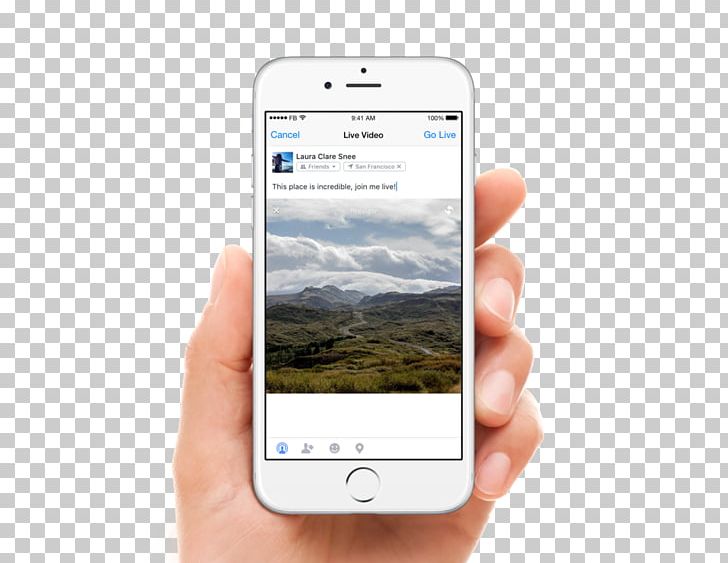 ●●●●● FB 9:41 AM 100%
Cancel Live Video Go Live
Laura Clare Snee
Friends San Francisco
This place is incredible, join me live!